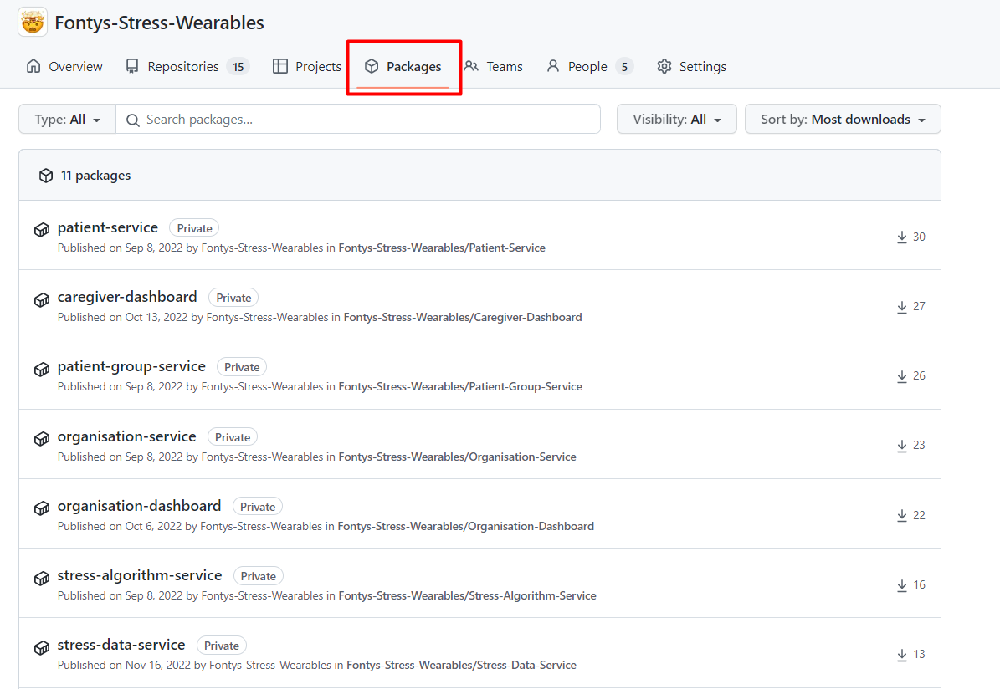 Fontys-Stress-Wearables
Overview Repositories 15 Projects Packages Teams People 5 Settings
Type: All Search packages... Visibility: All Sort by: Most downloads
11 packages
patient-service Private
Published on Sep 8, 2022 by Fontys-Stress-Wearables in Fontys-Stress-Wearables/Patient-Service 30
caregiver-dashboard Private
Published on Oct 13, 2022 by Fontys-Stress-Wearables in Fontys-Stress-Wearables/Caregiver-Dashboard 27
patient-group-service Private
Published on Sep 8, 2022 by Fontys-Stress-Wearables in Fontys-Stress-Wearables/Patient-Group-Service 26
organisation-service Private
Published on Sep 8, 2022 by Fontys-Stress-Wearables in Fontys-Stress-Wearables/Organisation-Service 23
organisation-dashboard Private
Published on Oct 6, 2022 by Fontys-Stress-Wearables in Fontys-Stress-Wearables/Organisation-Dashboard 22
stress-algorithm-service Private
Published on Sep 8, 2022 by Fontys-Stress-Wearables in Fontys-Stress-Wearables/Stress-Algorithm-Service 16
stress-data-service Private
Published on Nov 16, 2022 by Fontys-Stress-Wearables in Fontys-Stress-Wearables/Stress-Data-Service 13